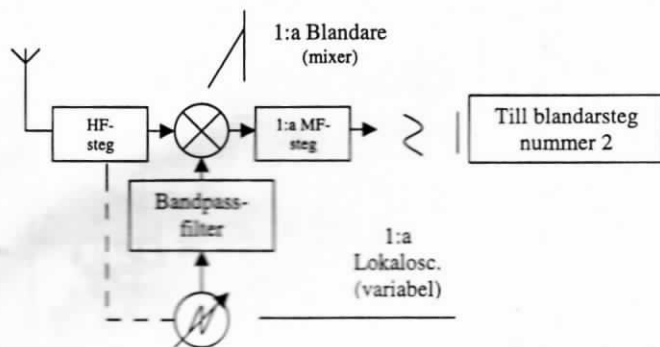 1:a Blandare
(mixer)
HF-
steg
1:a MF-
steg
Till blandarsteg
nummer 2
Bandpass-
filter
1:a
Lokalosc.
(variabel)